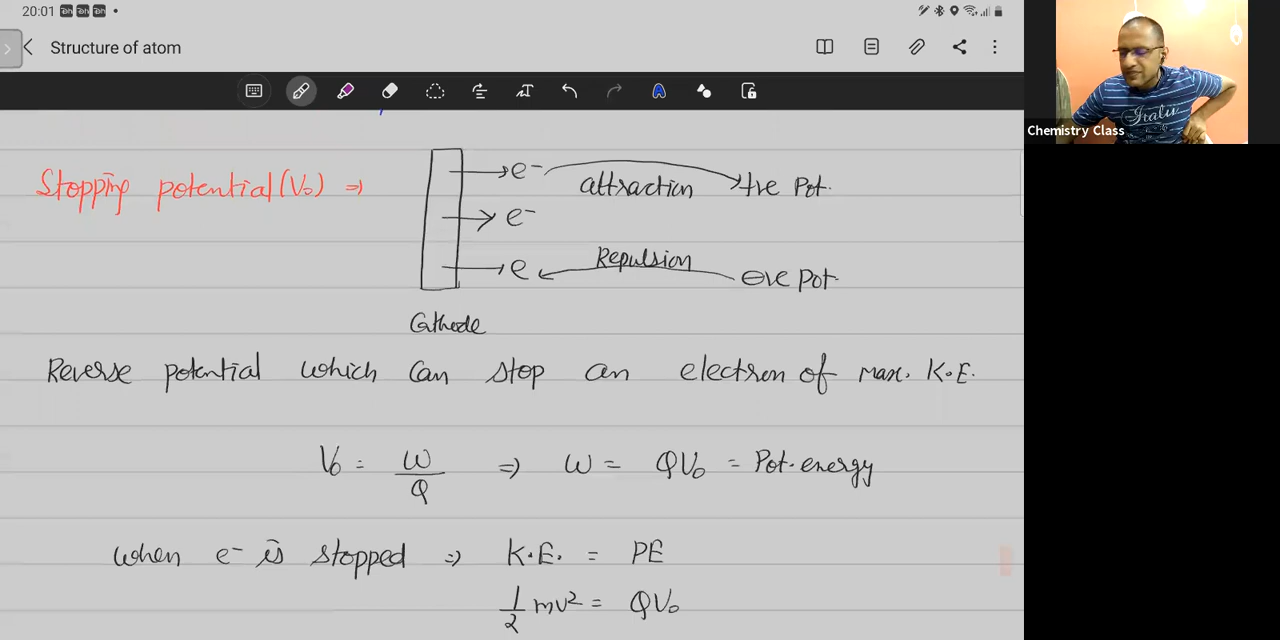 20:01
Structure of atom
Chemistry Class
Stopping potential (V₀) ⇒
e⁻ attraction +ve Pot.
e⁻
e Repulsion ⊖ve Pot.
Cathode
Reverse potential which can stop an electron of max. K.E.
V₀ = W/Q ⇒ W = QV₀ = Pot. energy
When e⁻ is stopped ⇒ K.E. = PE
1/2 mv² = QV₀